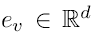 e_v ∈ ℝ^d